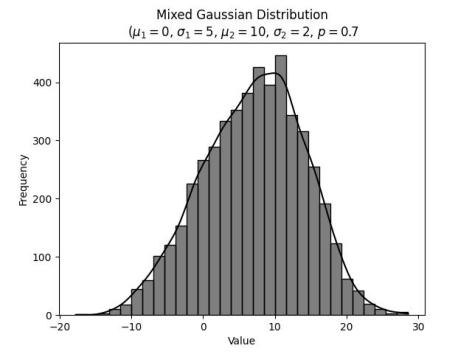 Mixed Gaussian Distribution
(μ₁ = 0, σ₁ = 5, μ₂ = 10, σ₂ = 2, p = 0.7
400
300
200
100
0
Frequency
−20 −10 0 10 20 30
Value